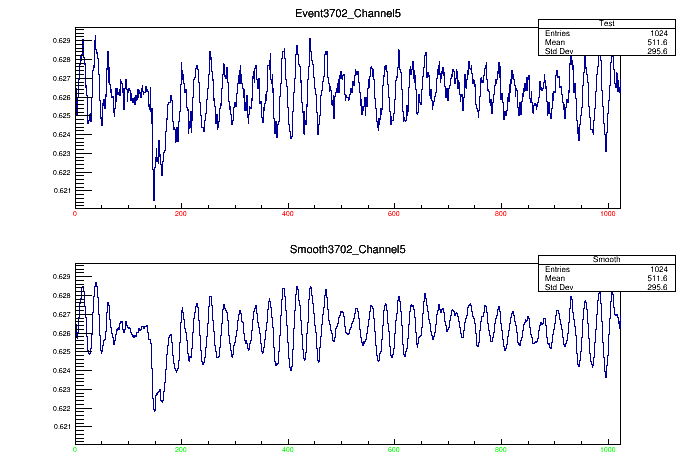 Event3702_Channel5
Test
Entries 1024
Mean 511.6
Std Dev 295.6
0.629
0.628
0.627
0.626
0.625
0.624
0.623
0.622
0.621
0 200 400 600 800 1000
Smooth3702_Channel5
Smooth
Entries 1024
Mean 511.6
Std Dev 295.6
0.629
0.628
0.627
0.626
0.625
0.624
0.623
0.622
0.621
0 200 400 600 800 1000